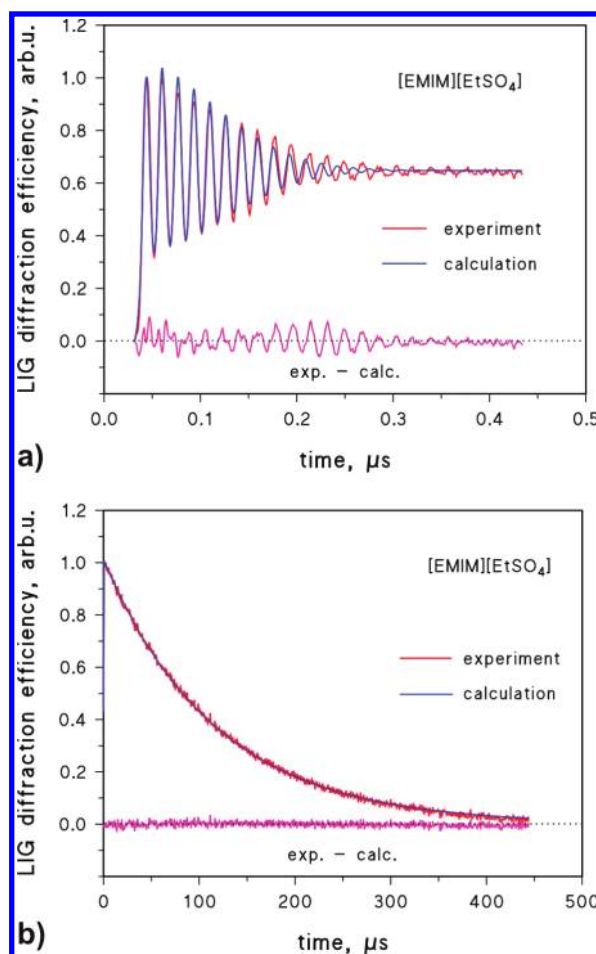 LIG diffraction efficiency, arb.u.
1.2
1.0
0.8
0.6
0.4
0.2
0.0
[EMIM][EtSO₄]
experiment
calculation
exp. – calc.
0.0 0.1 0.2 0.3 0.4 0.5
time, µs
a)
LIG diffraction efficiency, arb.u.
1.2
1.0
0.8
0.6
0.4
0.2
0.0
[EMIM][EtSO₄]
experiment
calculation
exp. – calc.
0 100 200 300 400 500
time, µs
b)